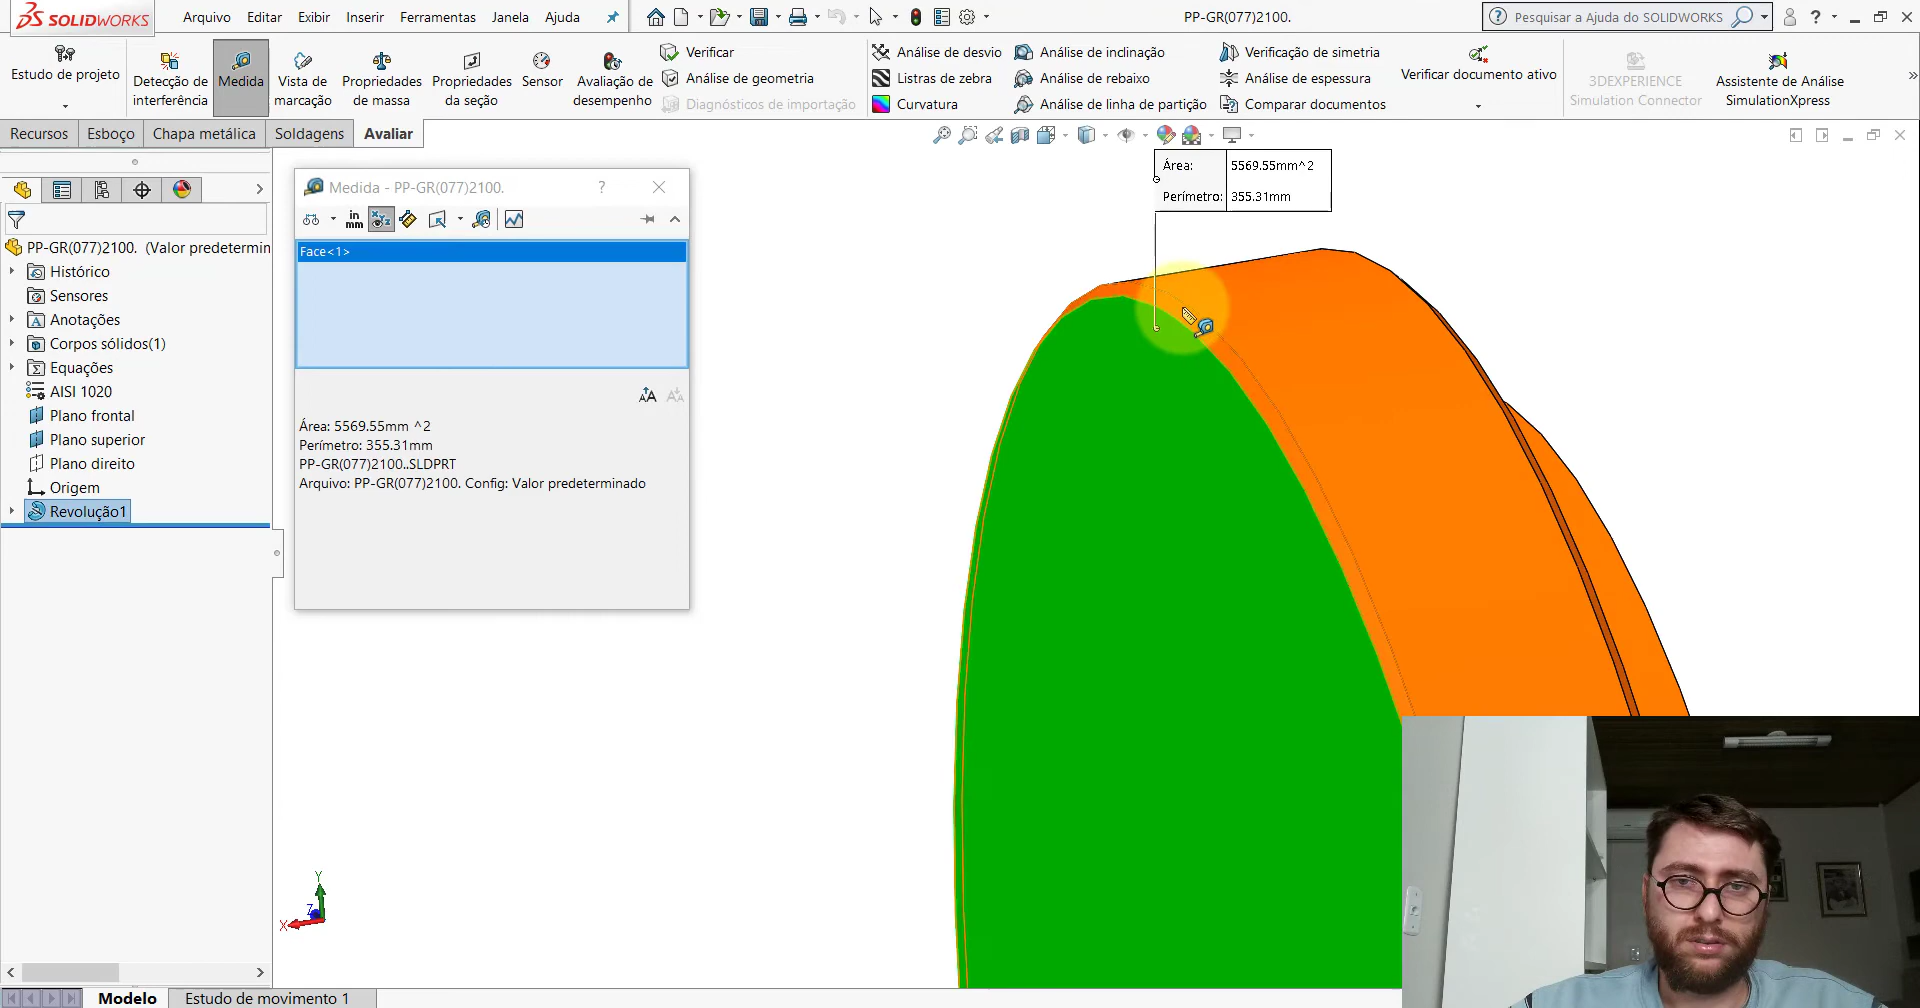 SOLIDWORKS
Arquivo Editar Exibir Inserir Ferramentas Janela Ajuda
PP-GR(077)2100.
Pesquisar a Ajuda do SOLIDWORKS
Estudo de projeto
Detecção de interferência
Medida
Vista de marcação
Propriedades de massa
Propriedades da seção
Sensor
Avaliação de desempenho
Verificar
Análise de geometria
Diagnósticos de importação
Análise de desvio
Listras de zebra
Curvatura
Análise de inclinação
Análise de rebaixo
Análise de linha de partição
Verificação de simetria
Análise de espessura
Comparar documentos
Verificar documento ativo
3DEXPERIENCE
Simulation Connector
Assistente de Análise
SimulationXpress
Recursos Esboço Chapa metálica Soldagens Avaliar
PP-GR(077)2100. (Valor predetermin
Histórico
Sensores
Anotações
Corpos sólidos(1)
Equações
AISI 1020
Plano frontal
Plano superior
Plano direito
Origem
Revolução1
Medida - PP-GR(077)2100.
?
in
mm
Face<1>
Área: 5569.55mm ^2
Perímetro: 355.31mm
PP-GR(077)2100..SLDPRT
Arquivo: PP-GR(077)2100. Config: Valor predeterminado
Área: 5569.55mm^2
Perímetro: 355.31mm
Y
Z
X
Modelo Estudo de movimento 1